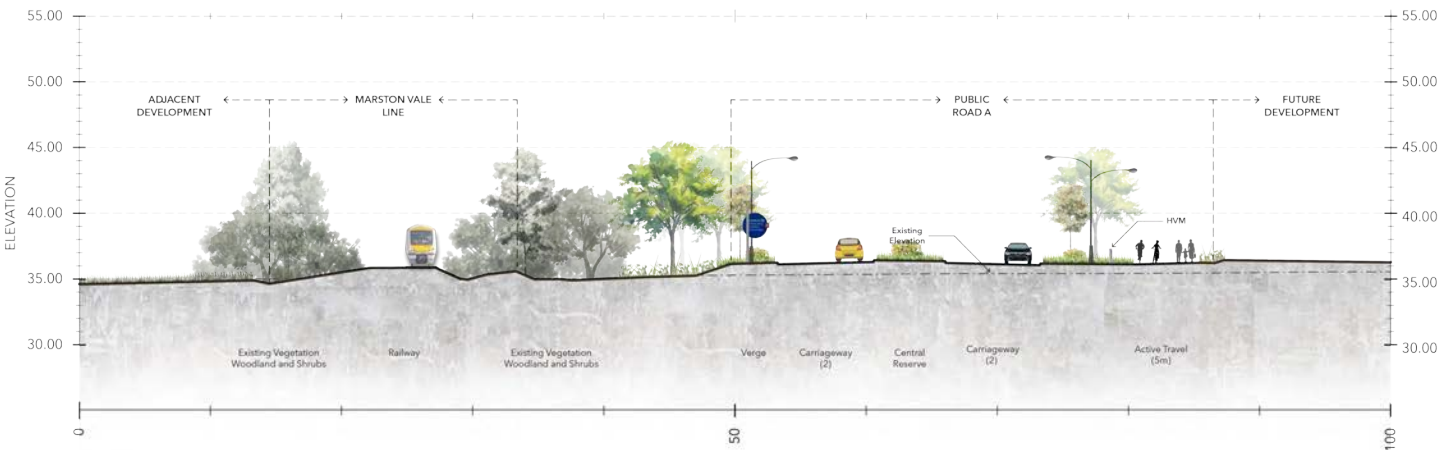 55.00
55.00
50.00
50.00
ADJACENT
DEVELOPMENT
MARSTON VALE
LINE
PUBLIC
ROAD A
FUTURE
DEVELOPMENT
45.00
45.00
ELEVATION
40.00
40.00
HVM
Existing
Elevation
35.00
35.00
30.00
30.00
Existing Vegetation
Woodland and Shrubs
Railway
Existing Vegetation
Woodland and Shrubs
Verge
Carriageway
(2)
Central
Reserve
Carriageway
(2)
Active Travel
(5m)
0
50
100